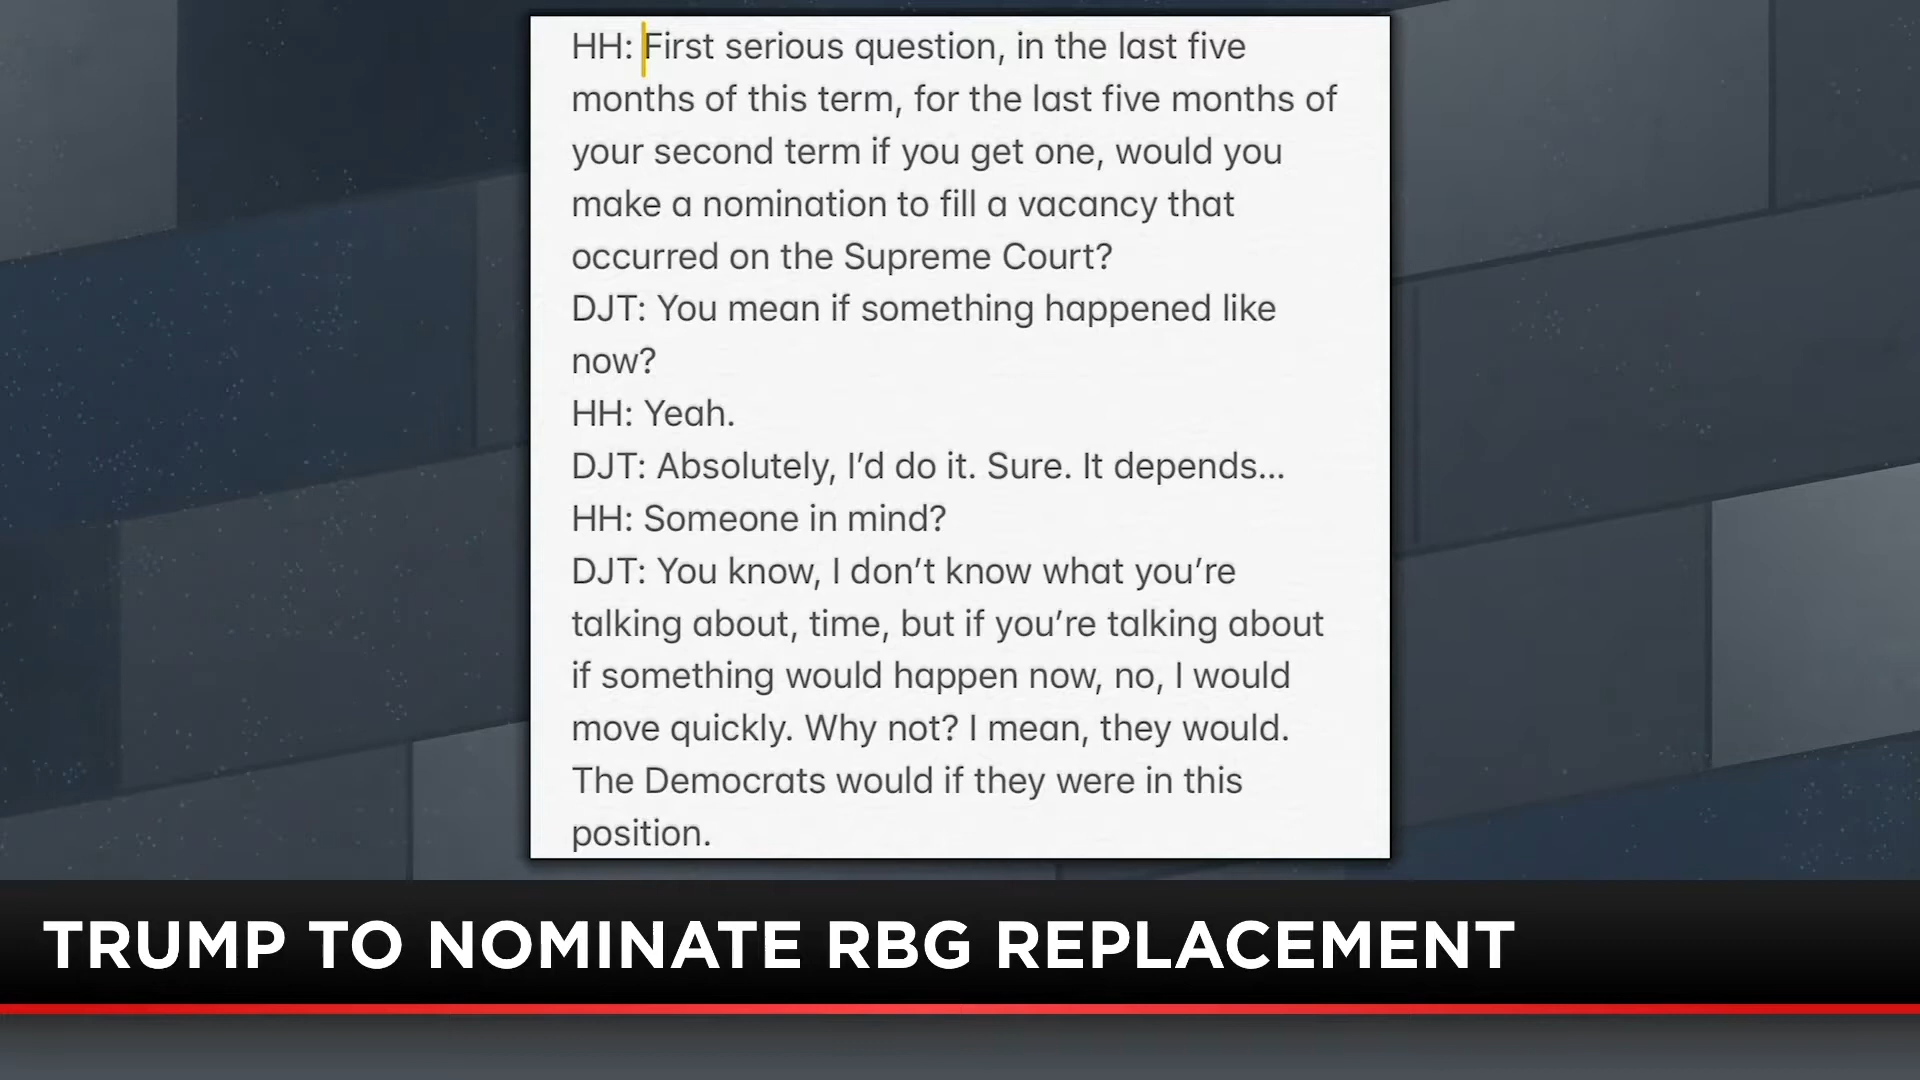 HH: First serious question, in the last five
months of this term, for the last five months of
your second term if you get one, would you
make a nomination to fill a vacancy that
occurred on the Supreme Court?
DJT: You mean if something happened like
now?
HH: Yeah.
DJT: Absolutely, I’d do it. Sure. It depends...
HH: Someone in mind?
DJT: You know, I don’t know what you’re
talking about, time, but if you’re talking about
if something would happen now, no, I would
move quickly. Why not? I mean, they would.
The Democrats would if they were in this
position.
TRUMP TO NOMINATE RBG REPLACEMENT